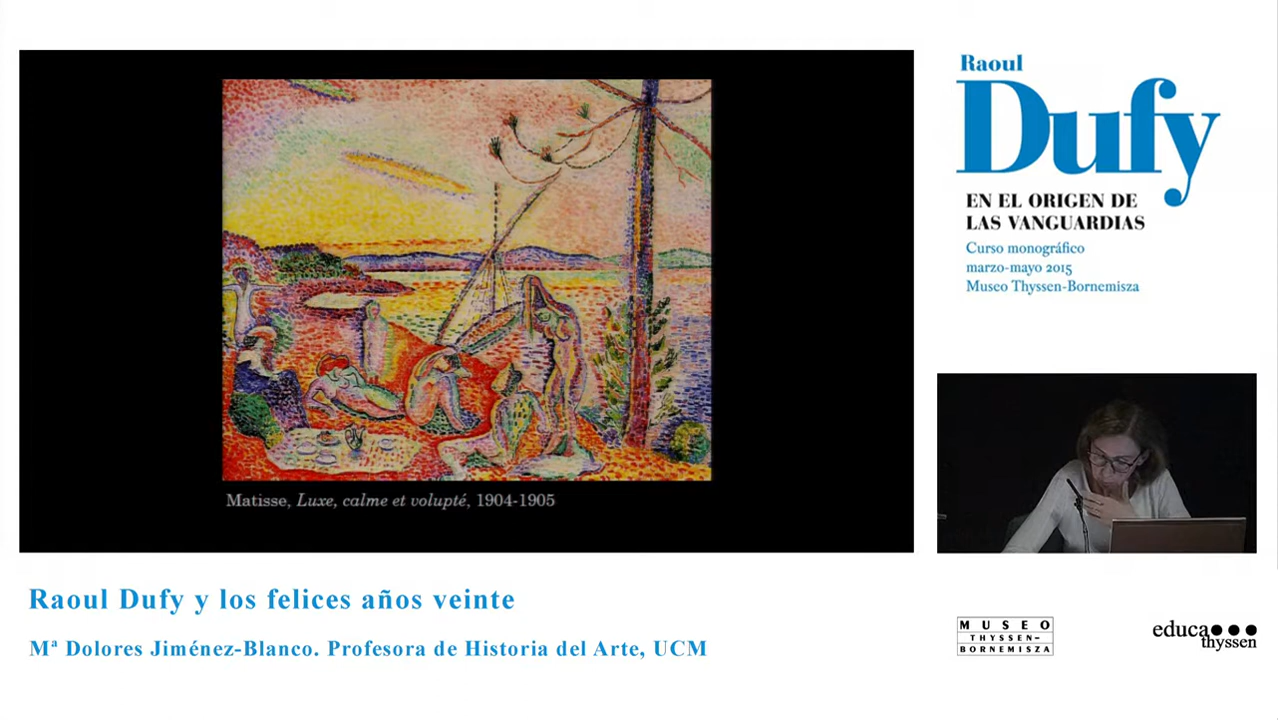 Raoul
Dufy
EN EL ORIGEN DE
LAS VANGUARDIAS
Curso monográfico
marzo-mayo 2015
Museo Thyssen-Bornemisza
Matisse, Luxe, calme et volupté, 1904-1905
Raoul Dufy y los felices años veinte
Mª Dolores Jiménez-Blanco. Profesora de Historia del Arte, UCM
MUSEO
THYSSEN-
BORNEMISZA
educa
thyssen